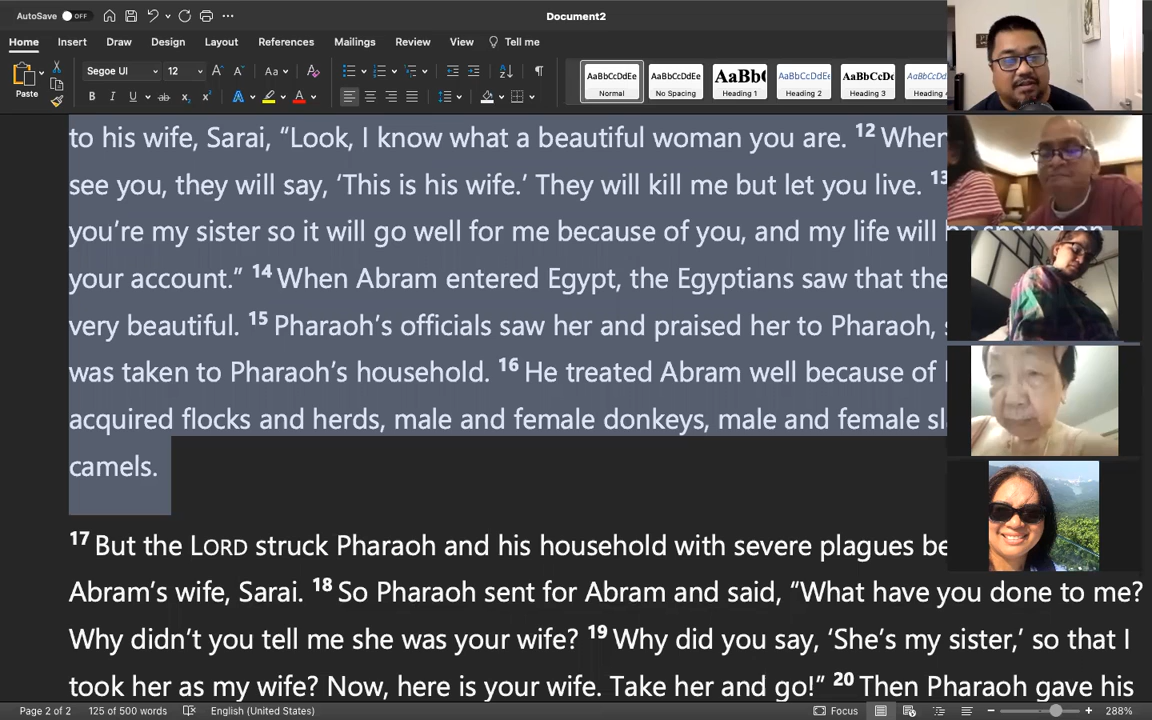 AutoSave OFF
Document2
Home Insert Draw Design Layout References Mailings Review View Tell me
Paste
Segoe UI 12
AaBbCcDdEe AaBbCcDdEe AaBb( AaBbCcDdE AaBbCcDc
Normal No Spacing Heading 1 Heading 2 Heading 3 Heading
to his wife, Sarai, “Look, I know what a beautiful woman you are. 12 When
see you, they will say, ‘This is his wife.’ They will kill me but let you live. 13
you’re my sister so it will go well for me because of you, and my life will be spared on
your account.” 14 When Abram entered Egypt, the Egyptians saw that the
very beautiful. 15 Pharaoh’s officials saw her and praised her to Pharaoh,
was taken to Pharaoh’s household. 16 He treated Abram well because of
acquired flocks and herds, male and female donkeys, male and female
camels.
17 But the LORD struck Pharaoh and his household with severe plagues
Abram’s wife, Sarai. 18 So Pharaoh sent for Abram and said, “What have you done to me?
Why didn’t you tell me she was your wife? 19 Why did you say, ‘She’s my sister,’ so that I
took her as my wife? Now, here is your wife. Take her and go!” 20 Then Pharaoh gave his
Page 2 of 2 125 of 500 words English (United States) Focus 288%